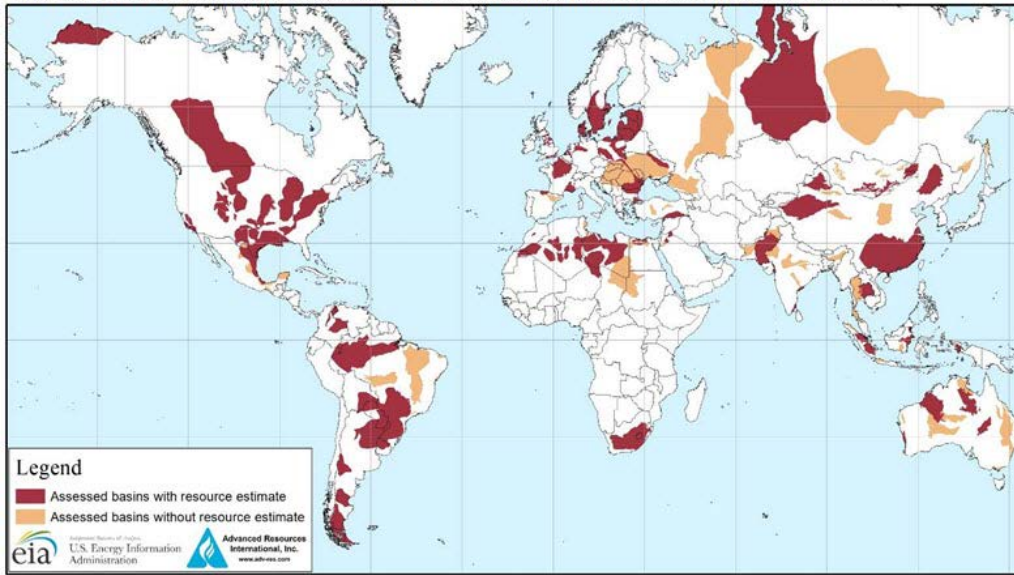 Legend
Assessed basins with resource estimate
Assessed basins without resource estimate
eia
U.S. Energy Information
Administration
Advanced Resources
International, Inc.
www.adv-res.com